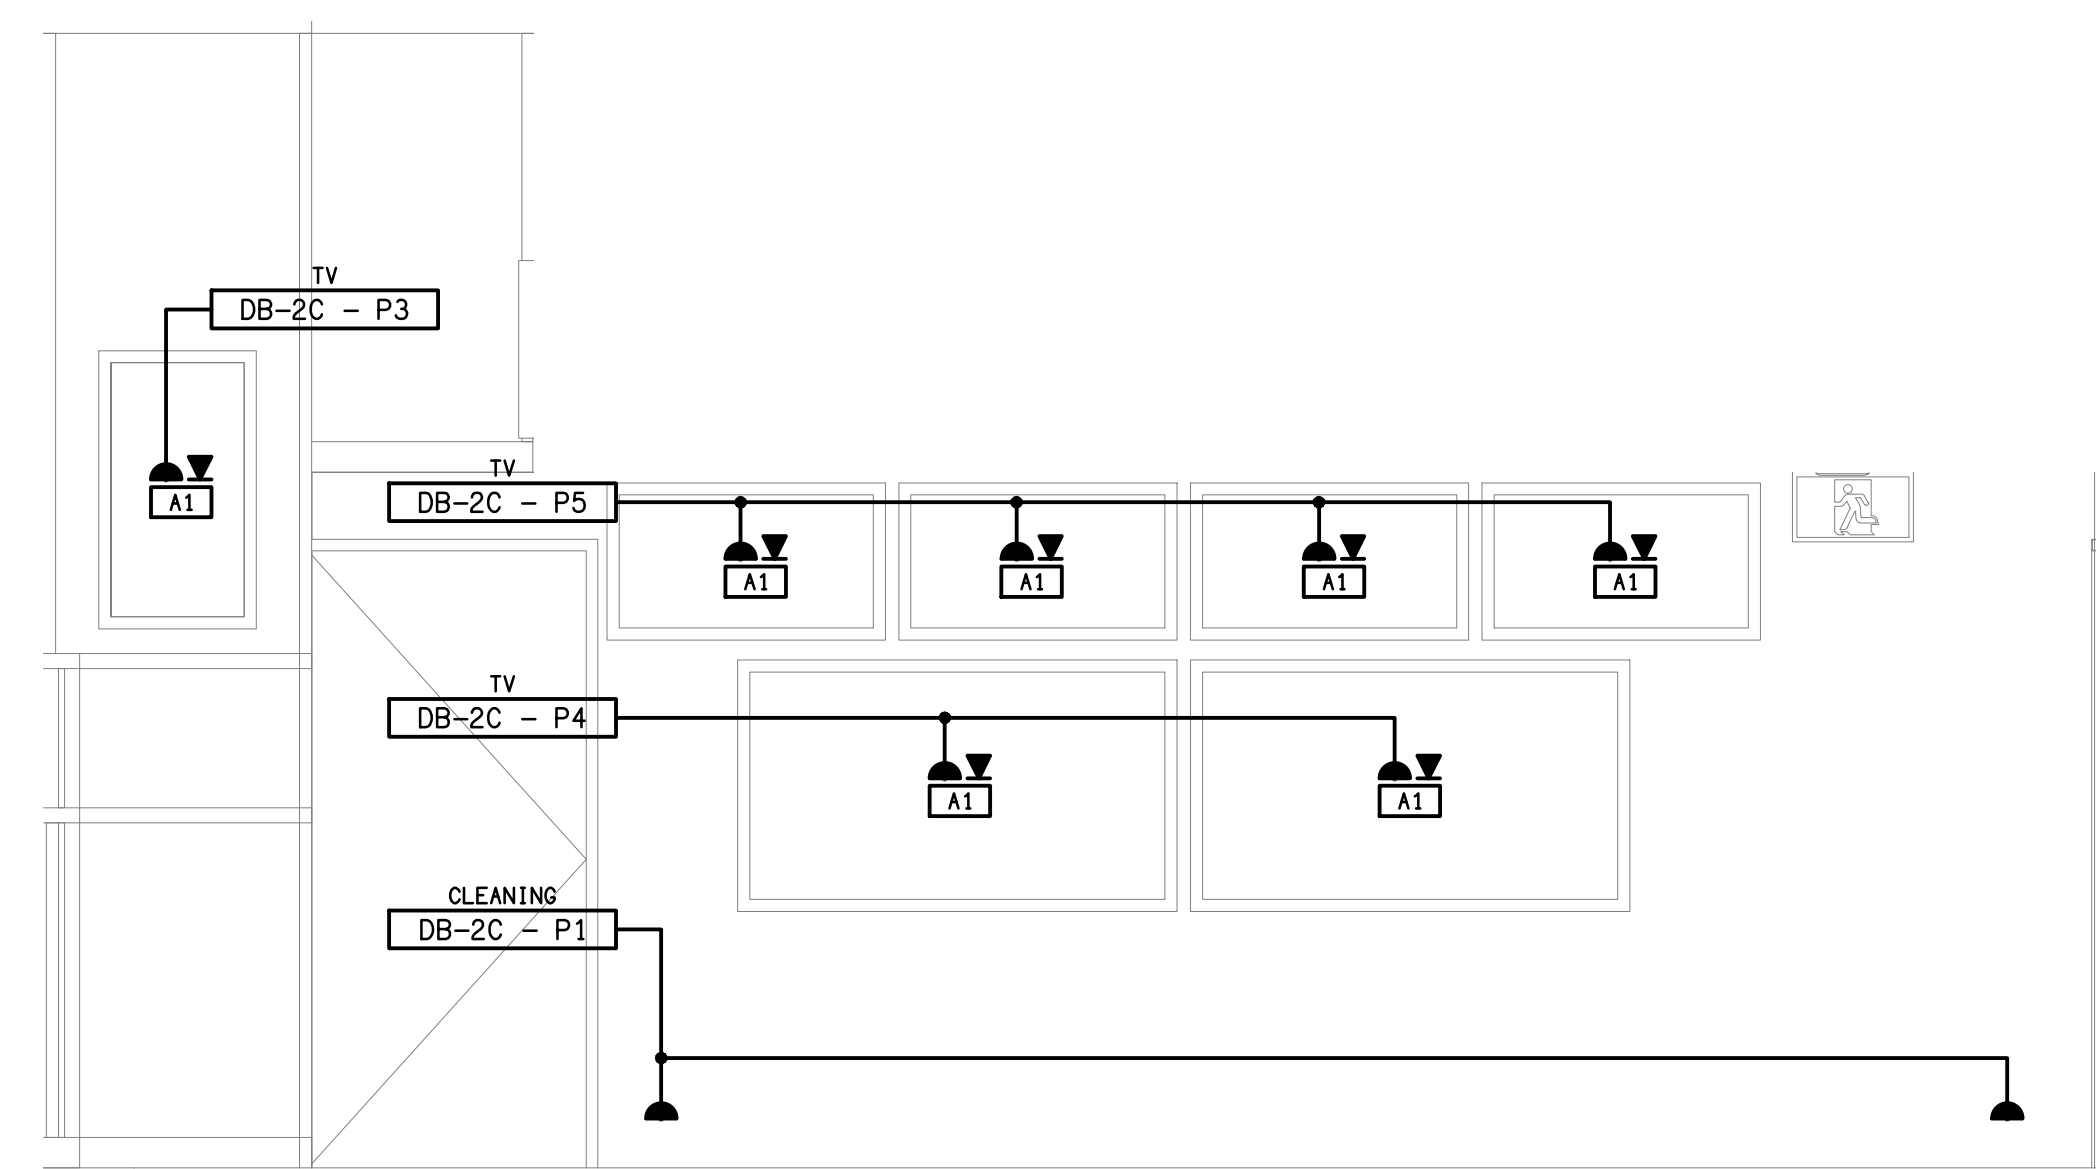 TV
DB-2C - P3
A1
TV
DB-2C - P5
A1
A1
A1
A1
TV
DB-2C - P4
A1
A1
CLEANING
DB-2C - P1